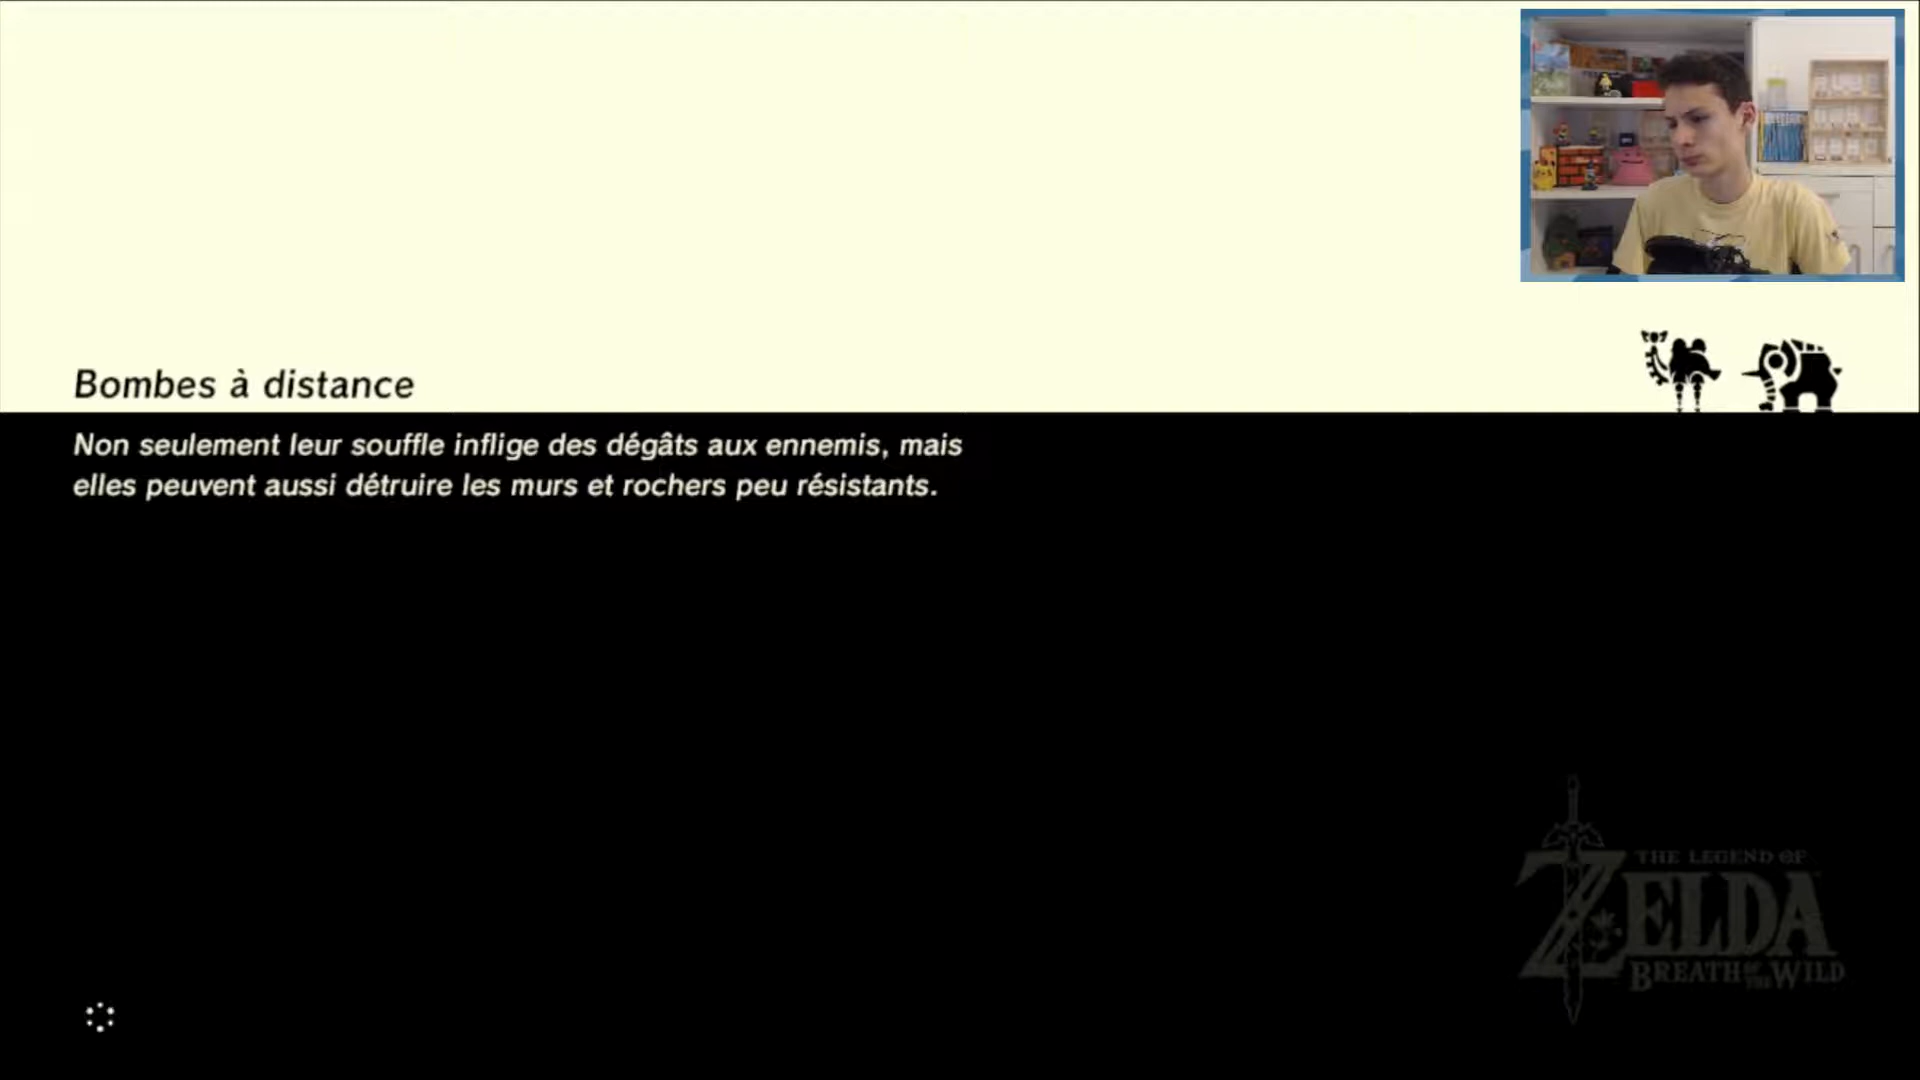 Bombes à distance
Non seulement leur souffle inflige des dégâts aux ennemis, mais
elles peuvent aussi détruire les murs et rochers peu résistants.
THE LEGEND OF
ZELDA
BREATH OF THE WILD